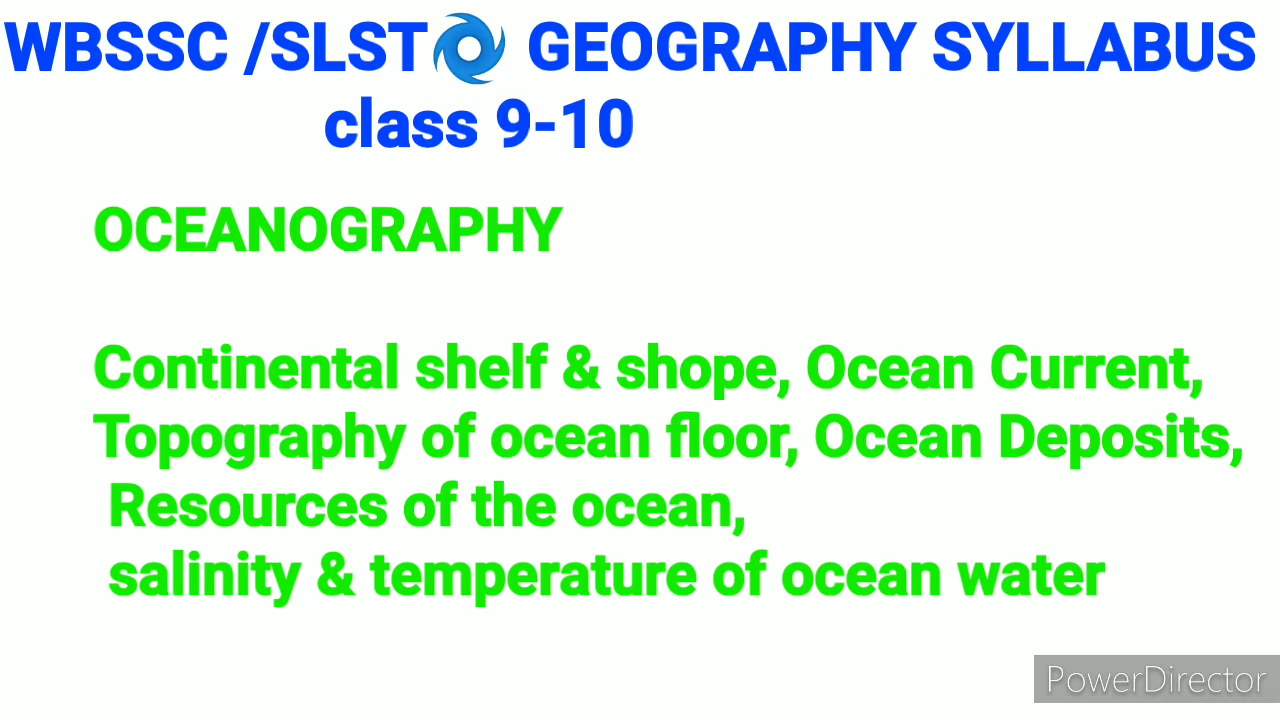 WBSSC /SLST🌀 GEOGRAPHY SYLLABUS
class 9-10
OCEANOGRAPHY
Continental shelf & shope, Ocean Current,
Topography of ocean floor, Ocean Deposits,
Resources of the ocean,
salinity & temperature of ocean water
PowerDirector